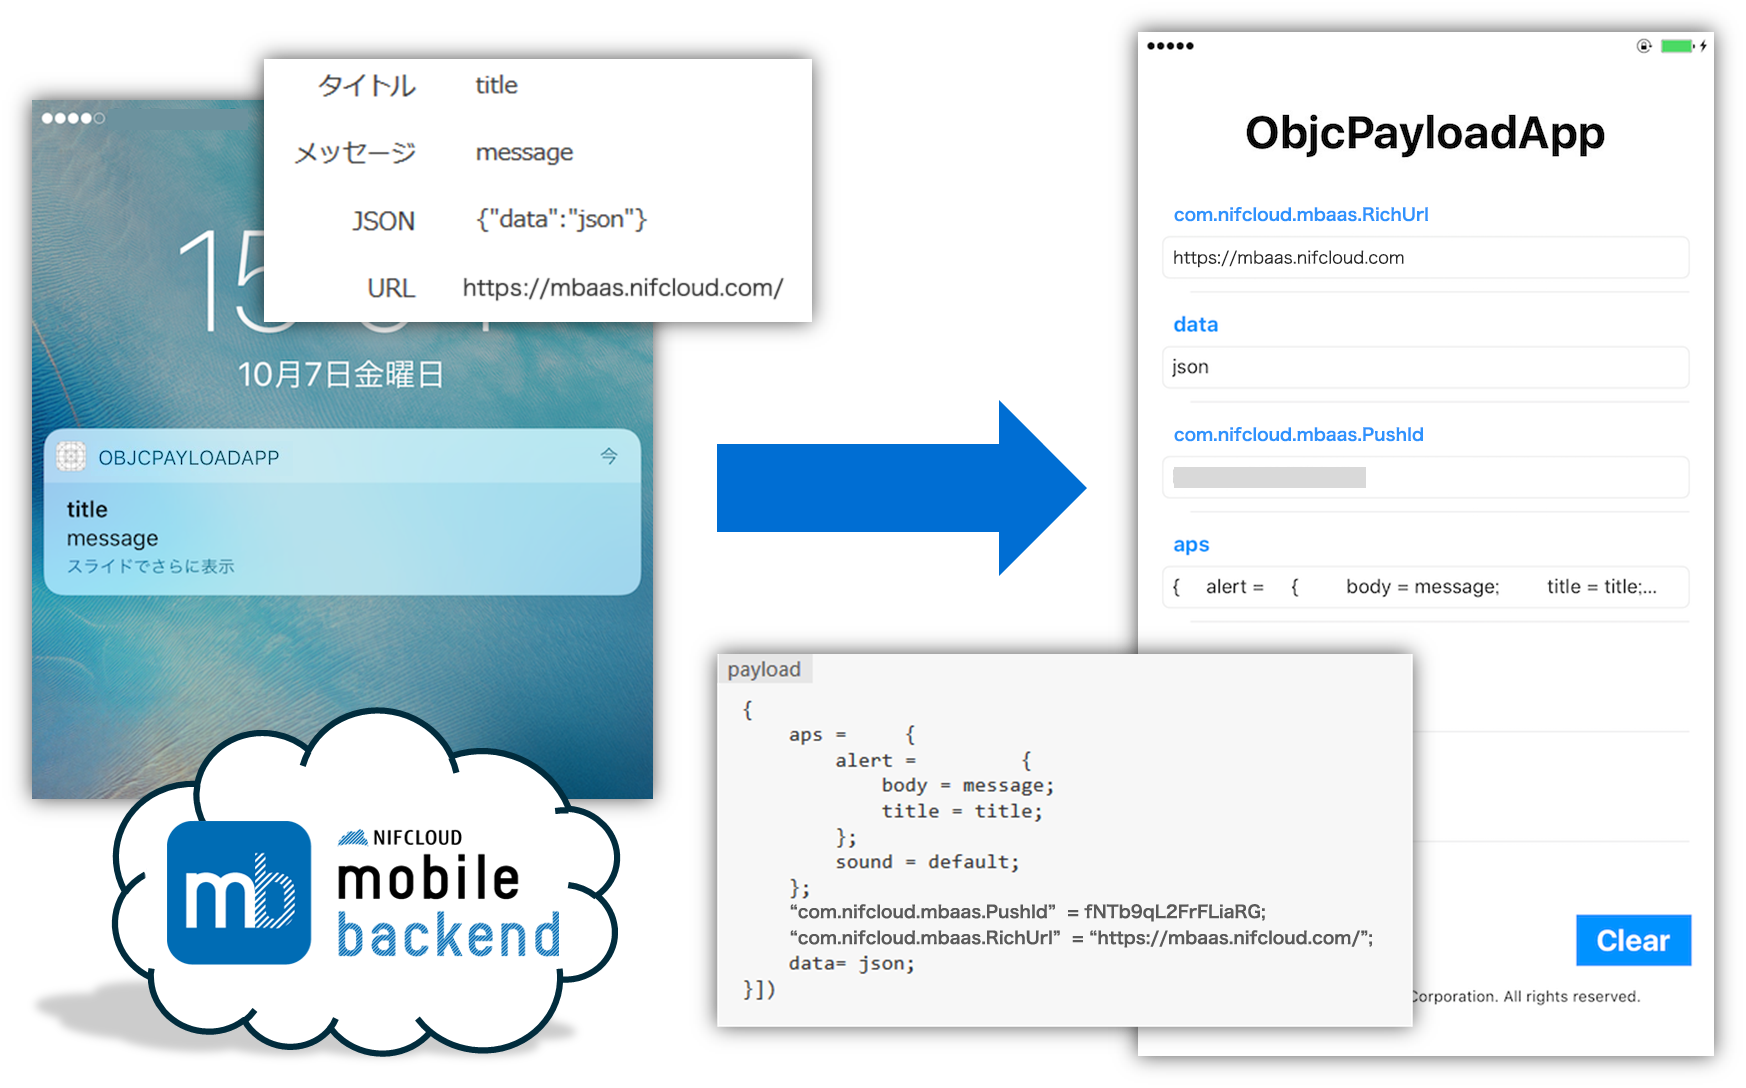 タイトル title
メッセージ message
JSON {"data":"json"}
URL https://mbaas.nifcloud.com/
10月7日金曜日
OBJCPAYLOADAPP 今
title
message
スライドでさらに表示
NIFCLOUD
mb mobile
backend
ObjcPayloadApp
com.nifcloud.mbaas.RichUrl
https://mbaas.nifcloud.com
data
json
com.nifcloud.mbaas.PushId
aps
{ alert = { body = message; title = title;...
payload
{
aps = {
alert = {
body = message;
title = title;
};
sound = default;
};
“com.nifcloud.mbaas.PushId” = fNTb9qL2FrFLiaRG;
“com.nifcloud.mbaas.RichUrl” = “https://mbaas.nifcloud.com/”;
data= json;
}])
Clear
Corporation. All rights reserved.